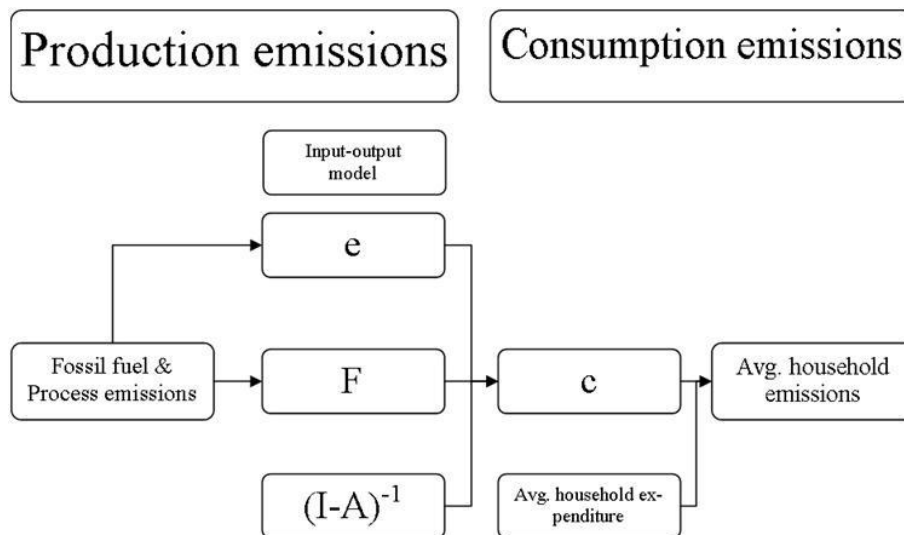 Production emissions
Consumption emissions
Input-output
model
e
Fossil fuel &
Process emissions
F
c
Avg. household
emissions
(I-A)⁻¹
Avg. household ex-
penditure